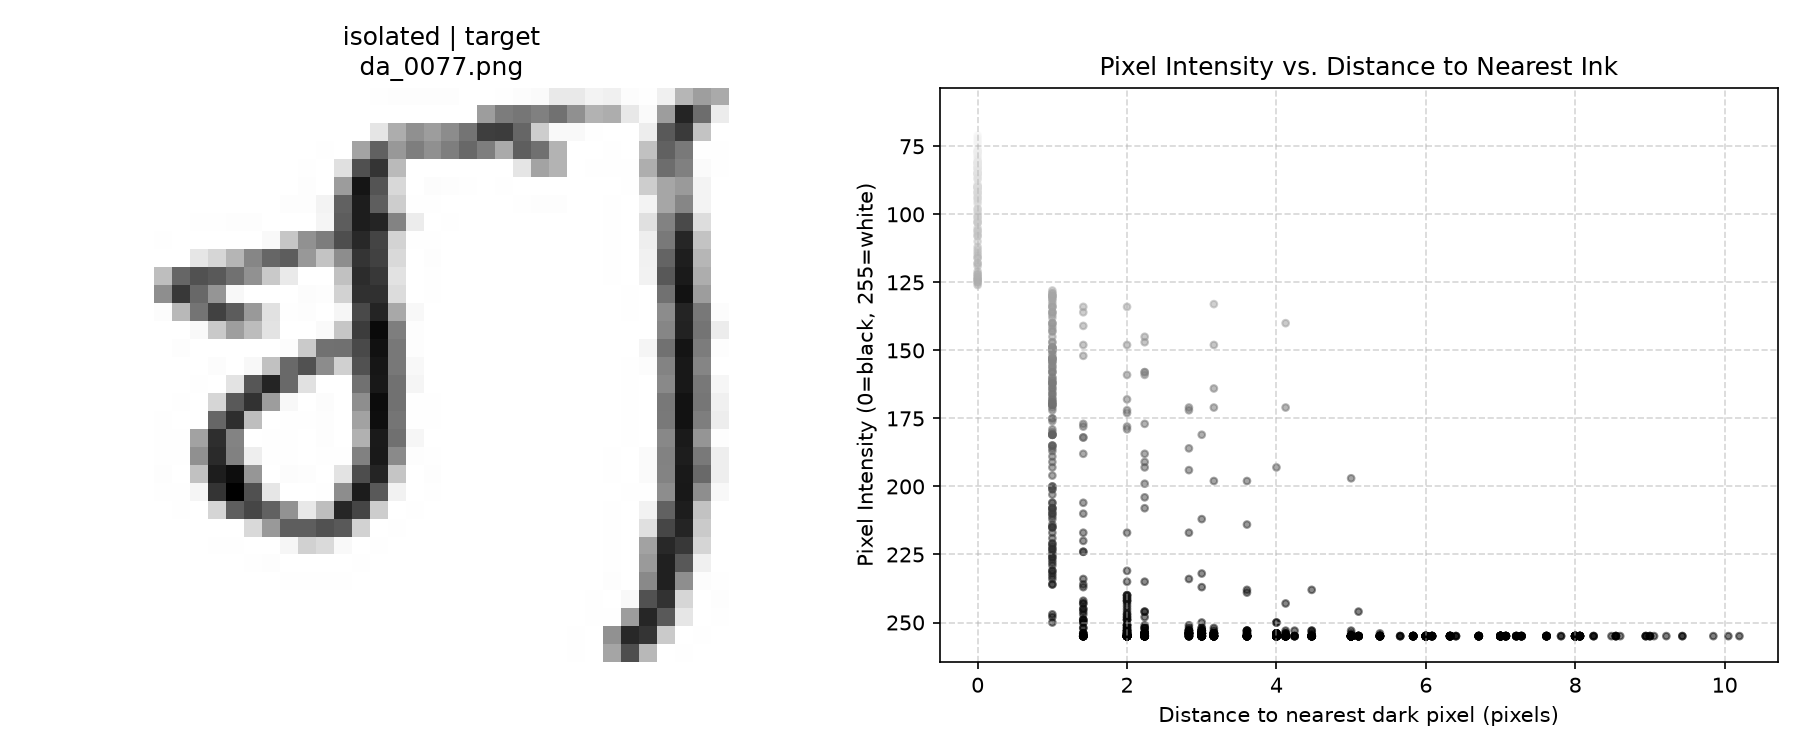 isolated | target
da_0077.png
Pixel Intensity vs. Distance to Nearest Ink
Pixel Intensity (0=black, 255=white)
75
100
125
150
175
200
225
250
0 2 4 6 8 10
Distance to nearest dark pixel (pixels)